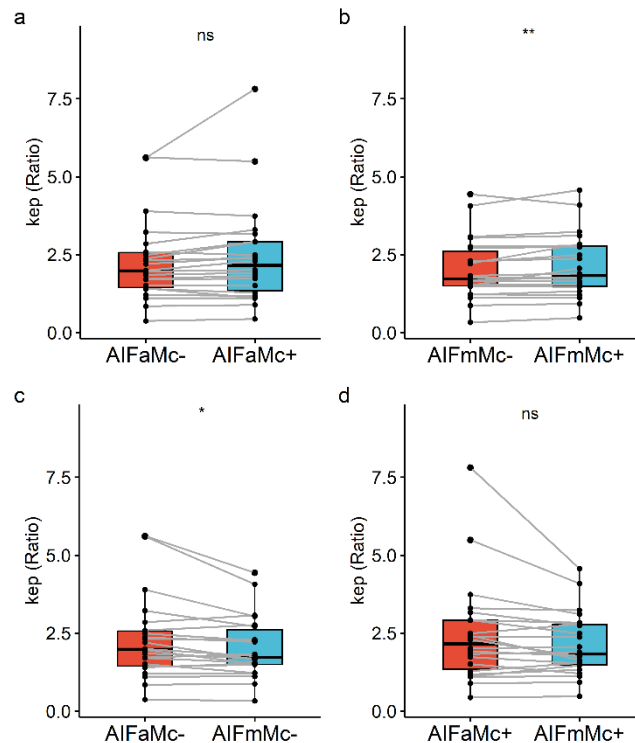 a
ns
kep (Ratio)
7.5
5.0
2.5
0.0
AIFaMc- AIFaMc+
b
**
kep (Ratio)
7.5
5.0
2.5
0.0
AIFmMc- AIFmMc+
c
*
kep (Ratio)
7.5
5.0
2.5
0.0
AIFaMc- AIFmMc-
d
ns
kep (Ratio)
7.5
5.0
2.5
0.0
AIFaMc+ AIFmMc+